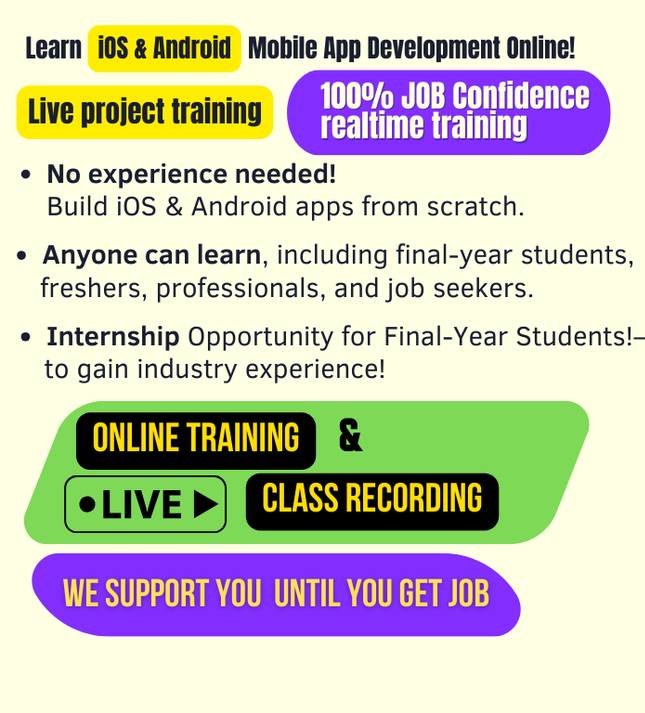 Learn iOS & Android Mobile App Development Online!
Live project training
100% JOB Confidence
realtime training
• No experience needed!
Build iOS & Android apps from scratch.
• Anyone can learn, including final-year students,
freshers, professionals, and job seekers.
• Internship Opportunity for Final-Year Students!–
to gain industry experience!
ONLINE TRAINING &
LIVE
CLASS RECORDING
WE SUPPORT YOU UNTIL YOU GET JOB